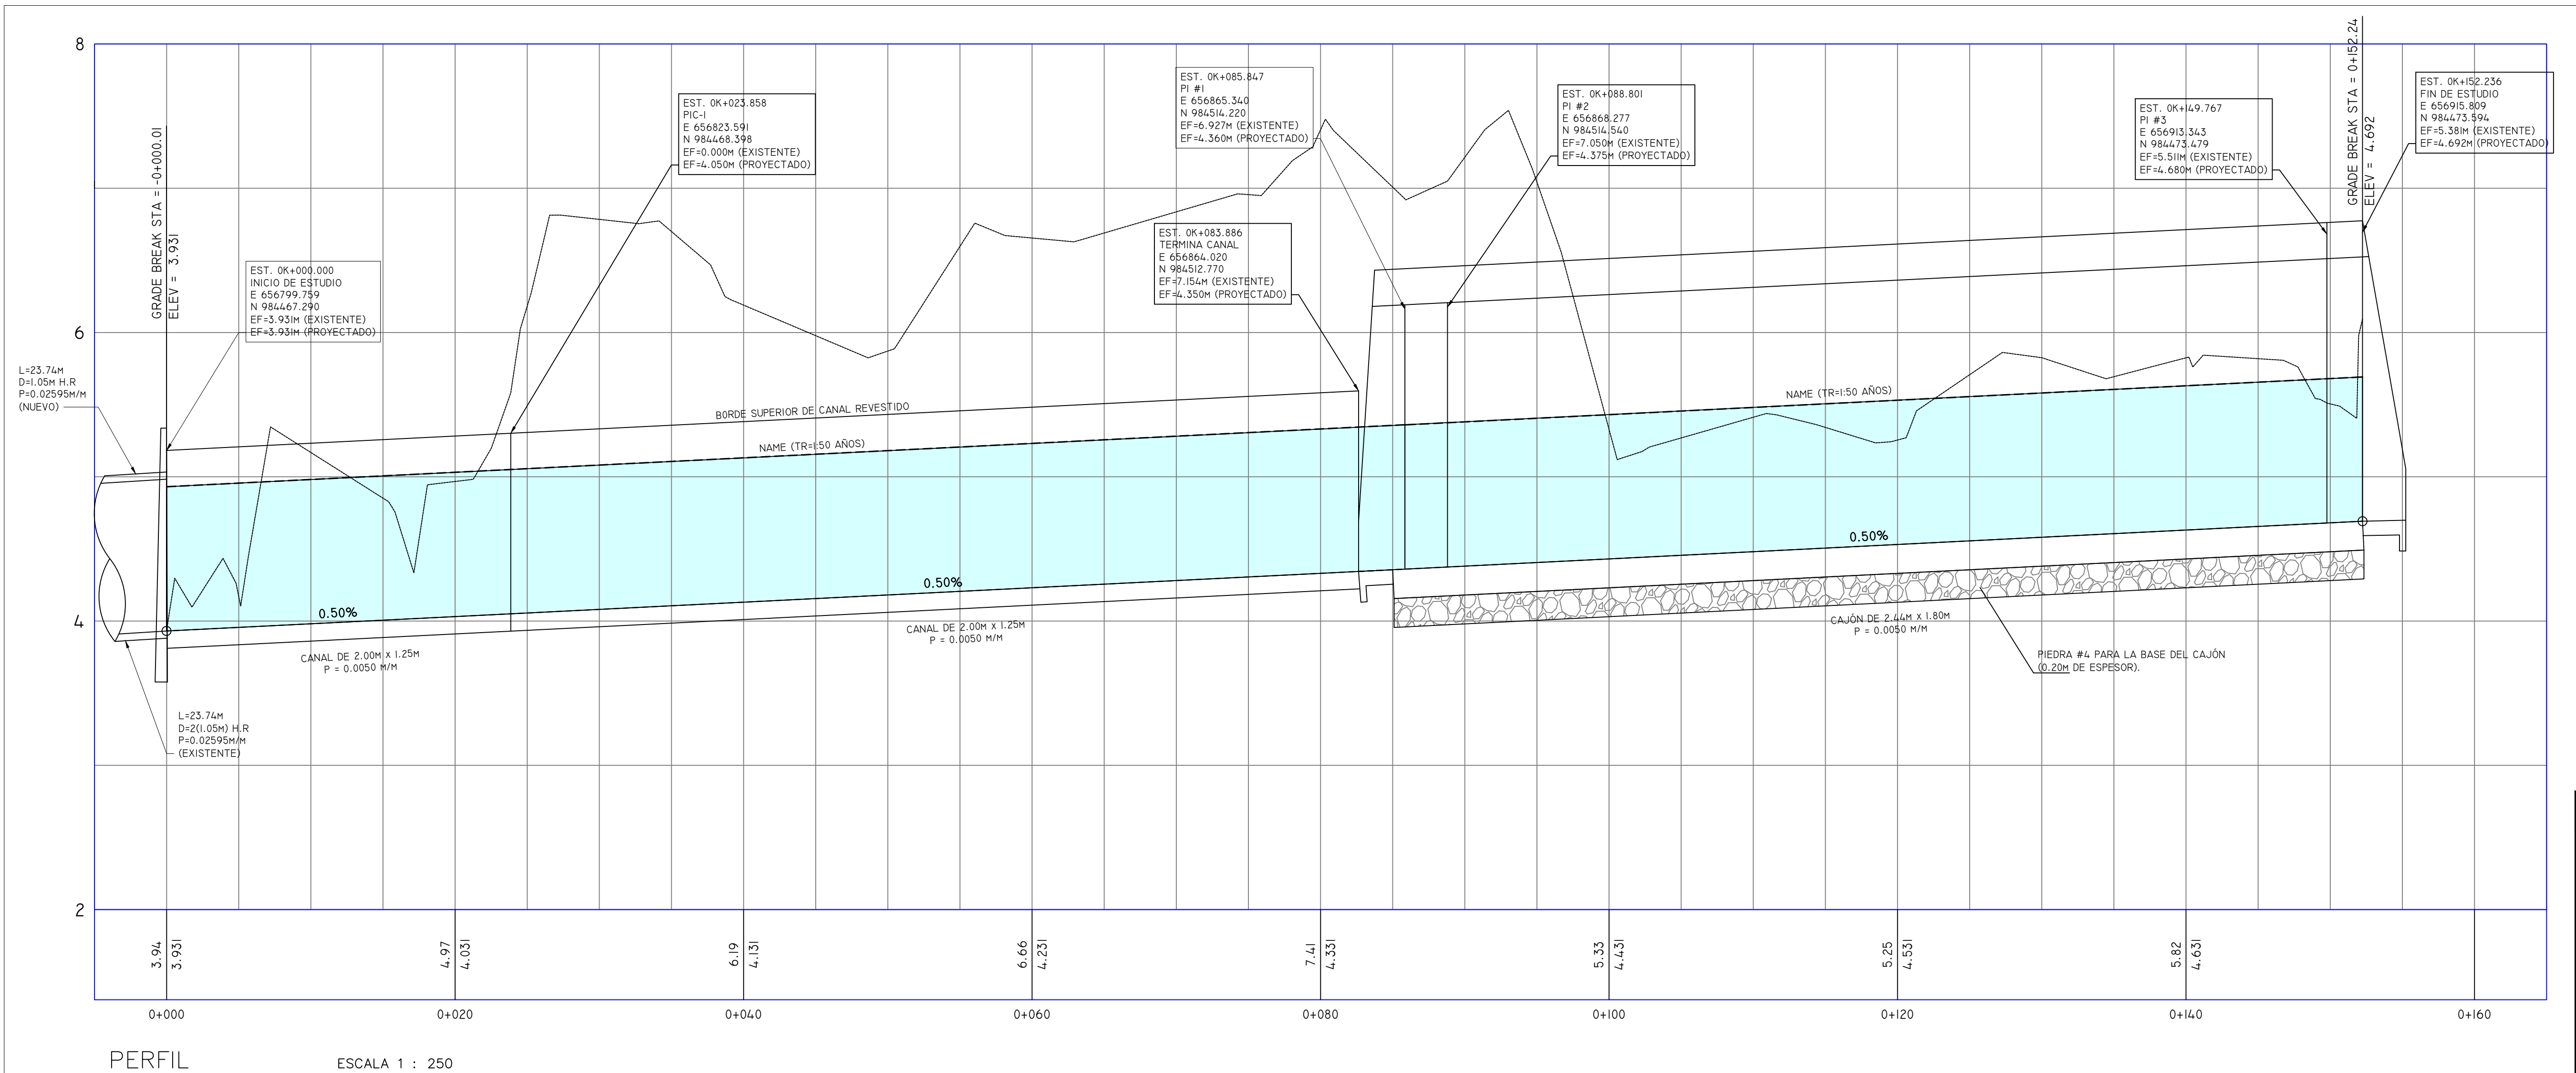 8
6
4
2
GRADE BREAK STA = -0+000.01
ELEV = 3.931
EST. 0K+000.000
INICIO DE ESTUDIO
E 656799.759
N 984467.290
EF=3.931M (EXISTENTE)
EF=3.931M (PROYECTADO)
L=23.74M
D=1.05M H.R
P=0.02595M/M
(NUEVO)
L=23.74M
D=2(1.05M) H.R
P=0.02595M/M
(EXISTENTE)
EST. 0K+023.858
PIC-1
E 656823.591
N 984468.398
EF=0.000M (EXISTENTE)
EF=4.050M (PROYECTADO)
BORDE SUPERIOR DE CANAL REVESTIDO
NAME (TR=1:50 AÑOS)
0.50%
0.50%
CANAL DE 2.00M X 1.25M
P = 0.0050 M/M
CANAL DE 2.00M X 1.25M
P = 0.0050 M/M
EST. 0K+083.886
TERMINA CANAL
E 656864.020
N 984512.770
EF=7.154M (EXISTENTE)
EF=4.350M (PROYECTADO)
EST. 0K+085.847
PI #1
E 656865.340
N 984514.220
EF=6.927M (EXISTENTE)
EF=4.360M (PROYECTADO)
EST. 0K+088.801
PI #2
E 656868.277
N 984514.540
EF=7.050M (EXISTENTE)
EF=4.375M (PROYECTADO)
NAME (TR=1:50 AÑOS)
0.50%
CAJÓN DE 2.44M X 1.80M
P = 0.0050 M/M
PIEDRA #4 PARA LA BASE DEL CAJÓN
(0.20M DE ESPESOR).
EST. 0K+149.767
PI #3
E 656913.343
N 984473.479
EF=5.511M (EXISTENTE)
EF=4.680M (PROYECTADO)
GRADE BREAK STA = 0+152.24
ELEV = 4.692
EST. 0K+152.236
FIN DE ESTUDIO
E 656915.809
N 984473.594
EF=5.381M (EXISTENTE)
EF=4.692M (PROYECTADO)
3.94
3.931
4.97
4.031
6.19
4.131
6.66
4.231
7.41
4.331
5.33
4.431
5.25
4.531
5.82
4.631
0+000 0+020 0+040 0+060 0+080 0+100 0+120 0+140 0+160
PERFIL ESCALA 1 : 250